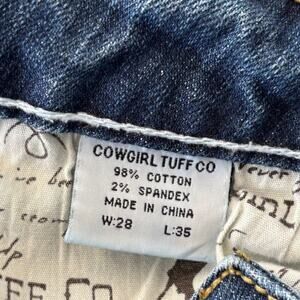 COWGIRL TUFF CO
98% COTTON
2% SPANDEX
MADE IN CHINA
W:28 L:35